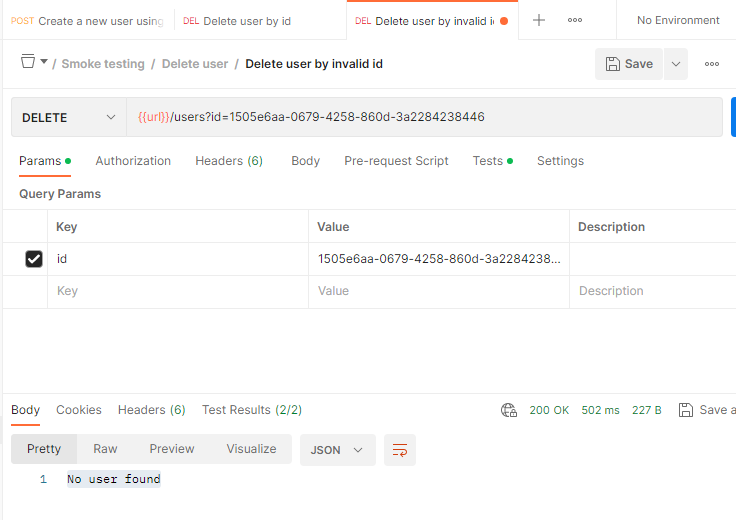 POST Create a new user using
DEL Delete user by id
DEL Delete user by invalid i
No Environment
/ Smoke testing / Delete user / Delete user by invalid id
Save
DELETE
{{url}}/users?id=1505e6aa-0679-4258-860d-3a2284238446
Params Authorization Headers (6) Body Pre-request Script Tests Settings
Query Params
Key Value Description
id 1505e6aa-0679-4258-860d-3a2284238...
Key Value Description
Body Cookies Headers (6) Test Results (2/2) 200 OK 502 ms 227 B Save a
Pretty Raw Preview Visualize JSON
1 No user found